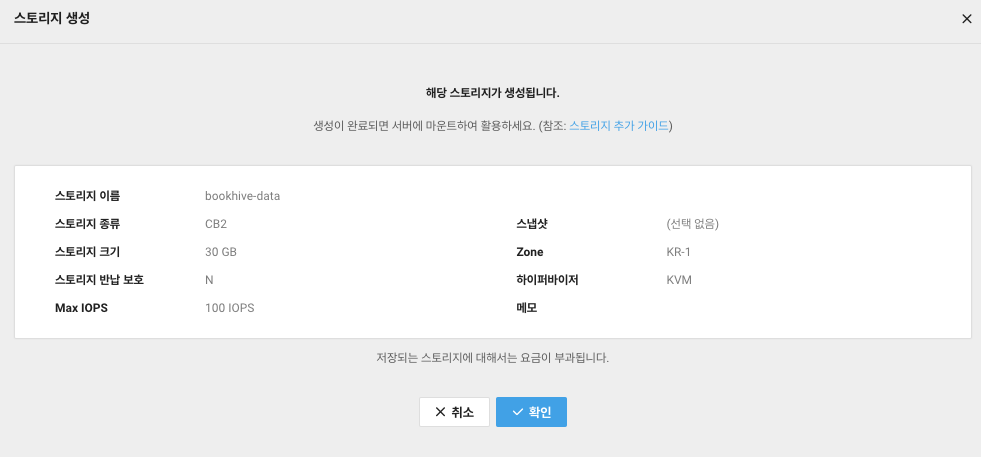 스토리지 생성
해당 스토리지가 생성됩니다.
생성이 완료되면 서버에 마운트하여 활용하세요. (참조: 스토리지 추가 가이드)
스토리지 이름 bookhive-data
스토리지 종류 CB2 스냅샷 (선택 없음)
스토리지 크기 30 GB Zone KR-1
스토리지 반납 보호 N 하이퍼바이저 KVM
Max IOPS 100 IOPS 메모
저장되는 스토리지에 대해서는 요금이 부과됩니다.
취소 확인